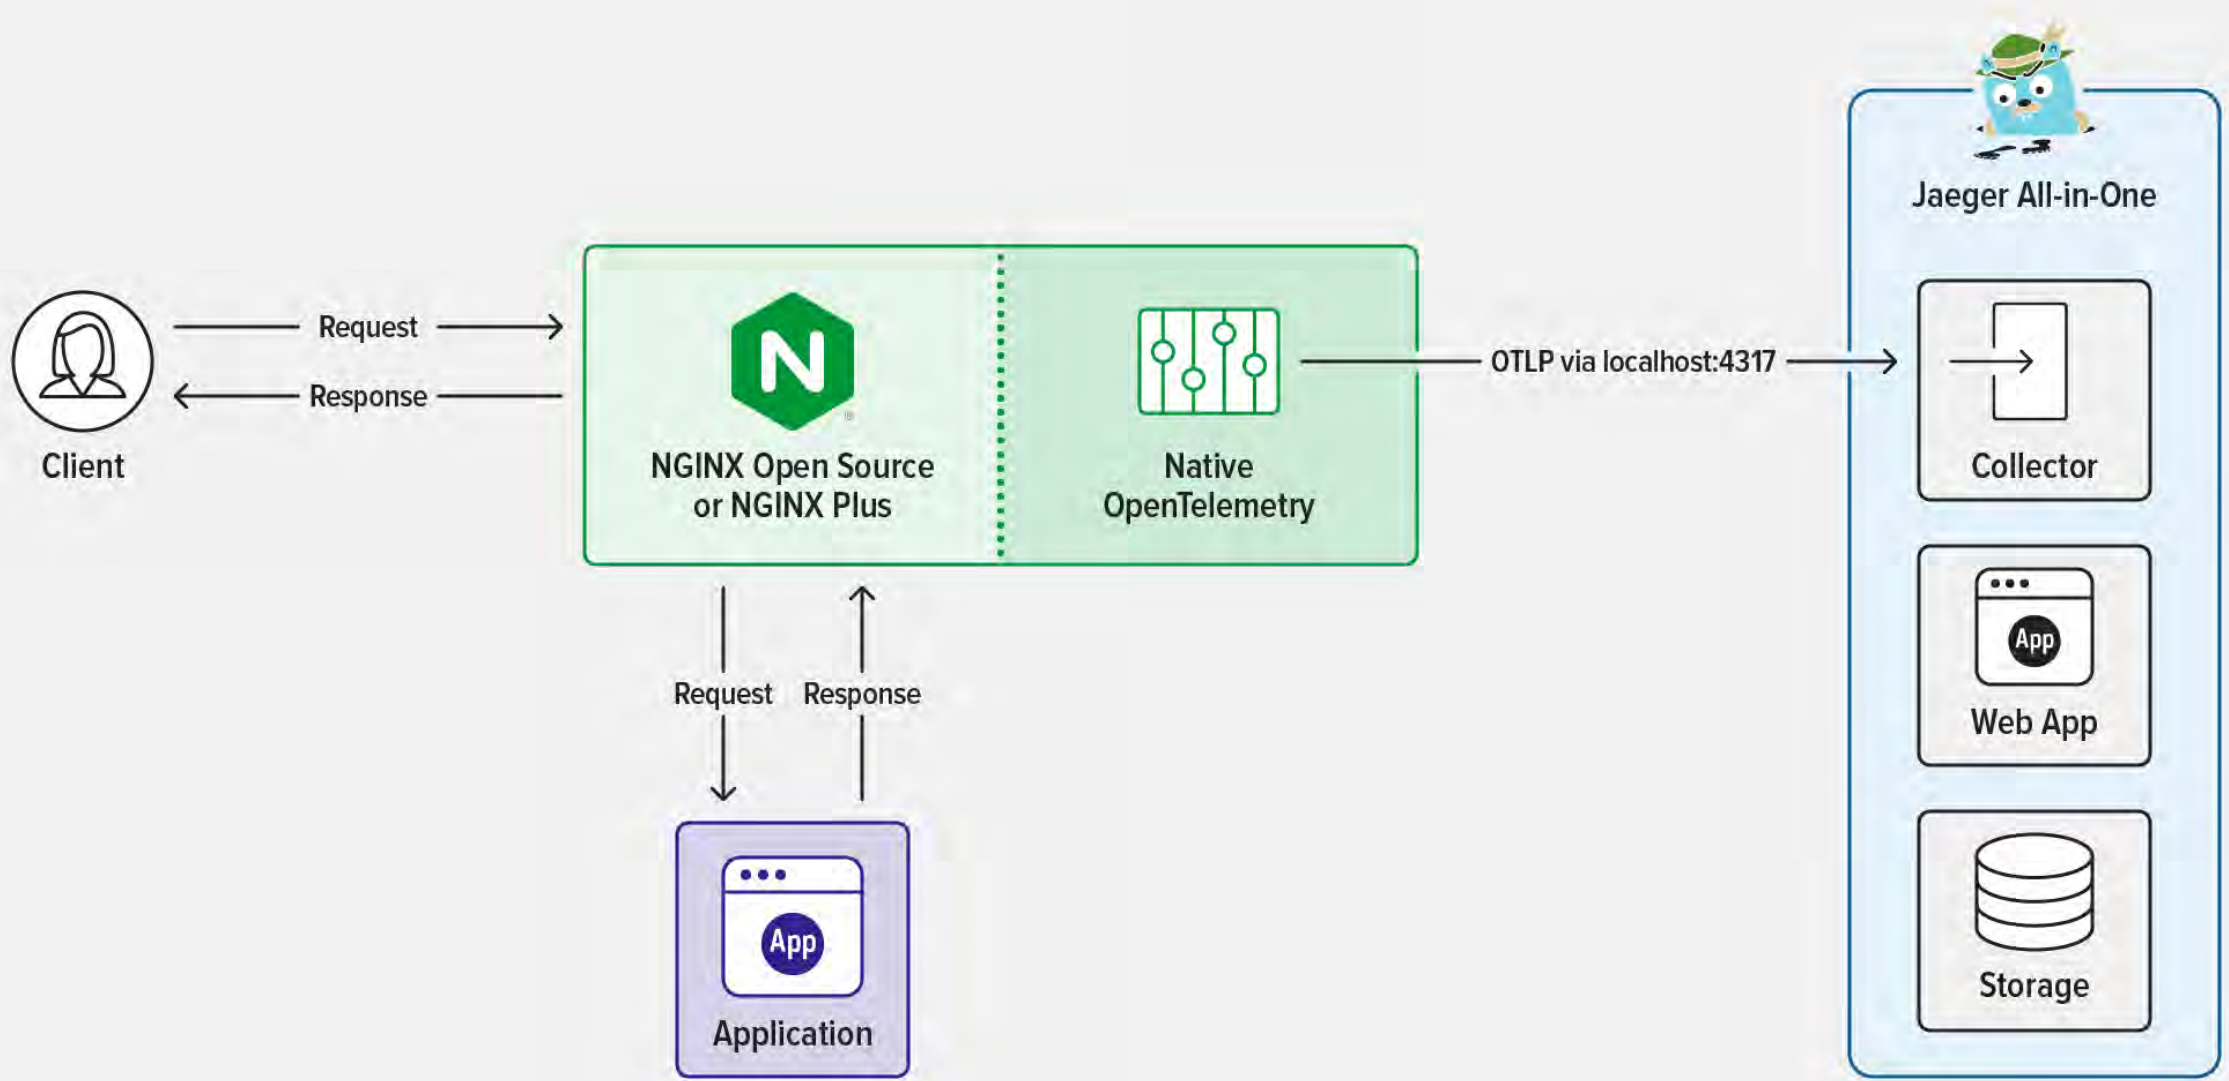 Jaeger All-in-One
Request
Response
Client
N
®
NGINX Open Source
or NGINX Plus
Native
OpenTelemetry
OTLP via localhost:4317
Collector
App
Web App
Storage
Request
Response
App
Application